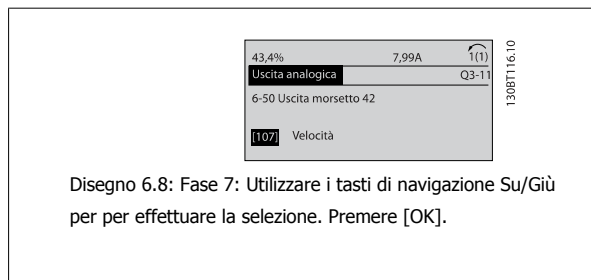 43,4% 7,99A 1(1)
Uscita analogica Q3-11
6-50 Uscita morsetto 42
[107] Velocità
130BT116.10
Disegno 6.8: Fase 7: Utilizzare i tasti di navigazione Su/Giù
per per effettuare la selezione. Premere [OK].